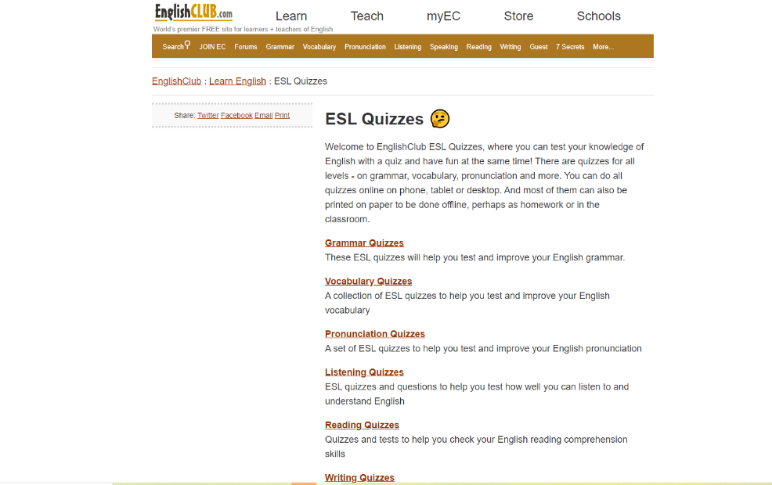 EnglishCLUB.com
World's premier FREE site for learners + teachers of English
Learn Teach myEC Store Schools
Search JOIN EC Forums Grammar Vocabulary Pronunciation Listening Speaking Reading Writing Guest 7 Secrets More...
EnglishClub : Learn English : ESL Quizzes
Share: Twitter Facebook Email Print
ESL Quizzes
Welcome to EnglishClub ESL Quizzes, where you can test your knowledge of
English with a quiz and have fun at the same time! There are quizzes for all
levels - on grammar, vocabulary, pronunciation and more. You can do all
quizzes online on phone, tablet or desktop. And most of them can also be
printed on paper to be done offline, perhaps as homework or in the
classroom.
Grammar Quizzes
These ESL quizzes will help you test and improve your English grammar.
Vocabulary Quizzes
A collection of ESL quizzes to help you test and improve your English
vocabulary
Pronunciation Quizzes
A set of ESL quizzes to help you test and improve your English pronunciation
Listening Quizzes
ESL quizzes and questions to help you test how well you can listen to and
understand English
Reading Quizzes
Quizzes and tests to help you check your English reading comprehension
skills
Writing Quizzes